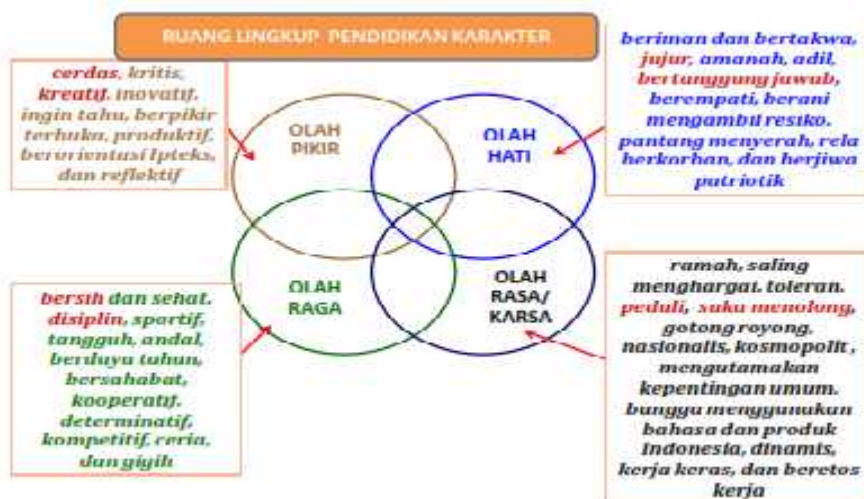 RUANG LINGKUP PENDIDIKAN KARAKTER
cerdas, kritis,
kreatif, inovatif,
ingin tahu, berpikir
terbuka, produktif,
berorientasi Ipteks,
dan reflektif
OLAH
PIKIR
OLAH
HATI
beriman dan bertakwa,
jujur, amanah, adil,
bertanggung jawab,
berempati, berani
mengambil resiko,
pantang menyerah, rela
berkorban, dan berjiwa
patriotik
bersih dan sehat,
disiplin, sportif,
tangguh, andal,
berdaya tahan,
bersahabat,
kooperatif,
determinatif,
kompetitif, ceria,
dan gigih
OLAH
RAGA
OLAH
RASA/
KARSA
ramah, saling
menghargai, toleran,
peduli, suka menolong,
gotong royong,
nasionalis, kosmopolit ,
mengutamakan
kepentingan umum,
bangga menggunakan
bahasa dan produk
Indonesia, dinamis,
kerja keras, dan beretos
kerja